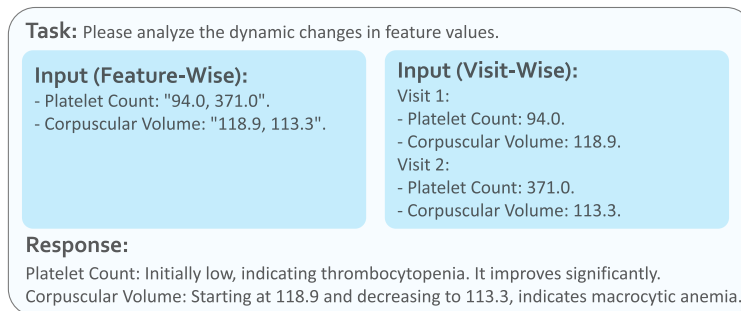 Task: Please analyze the dynamic changes in feature values.
Input (Feature-Wise):
- Platelet Count: "94.0, 371.0".
- Corpuscular Volume: "118.9, 113.3".
Input (Visit-Wise):
Visit 1:
- Platelet Count: 94.0.
- Corpuscular Volume: 118.9.
Visit 2:
- Platelet Count: 371.0.
- Corpuscular Volume: 113.3.
Response:
Platelet Count: Initially low, indicating thrombocytopenia. It improves significantly.
Corpuscular Volume: Starting at 118.9 and decreasing to 113.3, indicates macrocytic anemia.